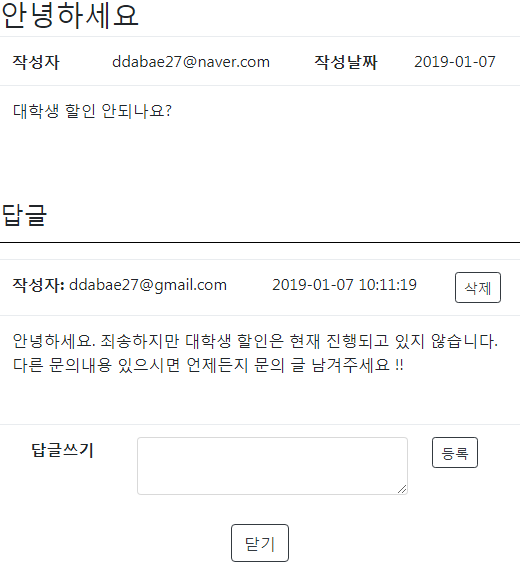 안녕하세요
작성자 ddabae27@naver.com 작성날짜 2019-01-07
대학생 할인 안되나요?
답글
작성자: ddabae27@gmail.com 2019-01-07 10:11:19 삭제
안녕하세요. 죄송하지만 대학생 할인은 현재 진행되고 있지 않습니다.
다른 문의내용 있으시면 언제든지 문의 글 남겨주세요 !!
답글쓰기 등록
닫기